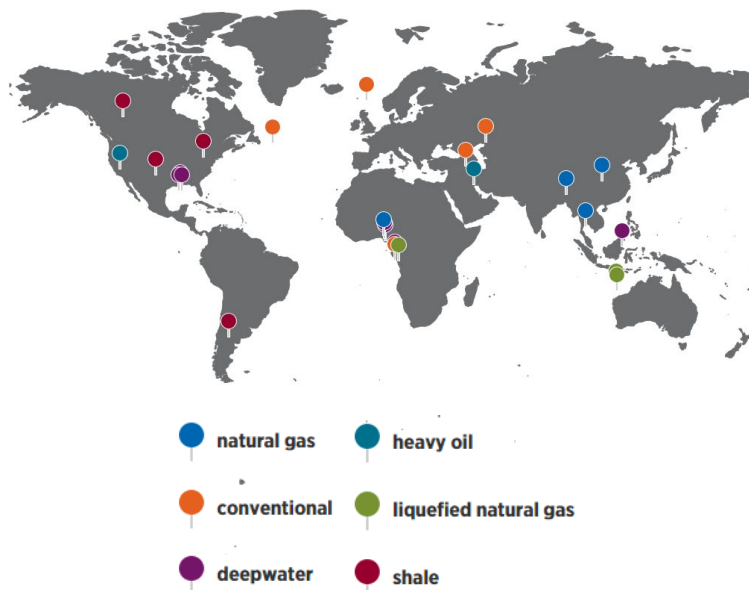 natural gas
heavy oil
conventional
liquefied natural gas
deepwater
shale